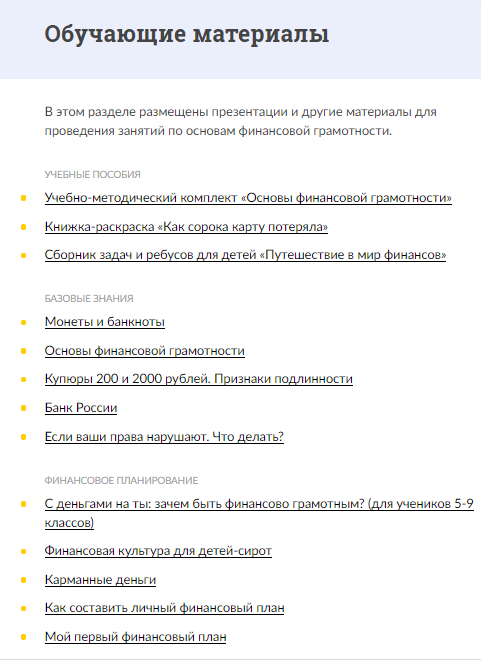 Обучающие материалы
В этом разделе размещены презентации и другие материалы для
проведения занятий по основам финансовой грамотности.
УЧЕБНЫЕ ПОСОБИЯ
Учебно-методический комплект «Основы финансовой грамотности»
Книжка-раскраска «Как сорока карту потеряла»
Сборник задач и ребусов для детей «Путешествие в мир финансов»
БАЗОВЫЕ ЗНАНИЯ
Монеты и банкноты
Основы финансовой грамотности
Купюры 200 и 2000 рублей. Признаки подлинности
Банк России
Если ваши права нарушают. Что делать?
ФИНАНСОВОЕ ПЛАНИРОВАНИЕ
С деньгами на ты: зачем быть финансово грамотным? (для учеников 5-9
классов)
Финансовая культура для детей-сирот
Карманные деньги
Как составить личный финансовый план
Мой первый финансовый план